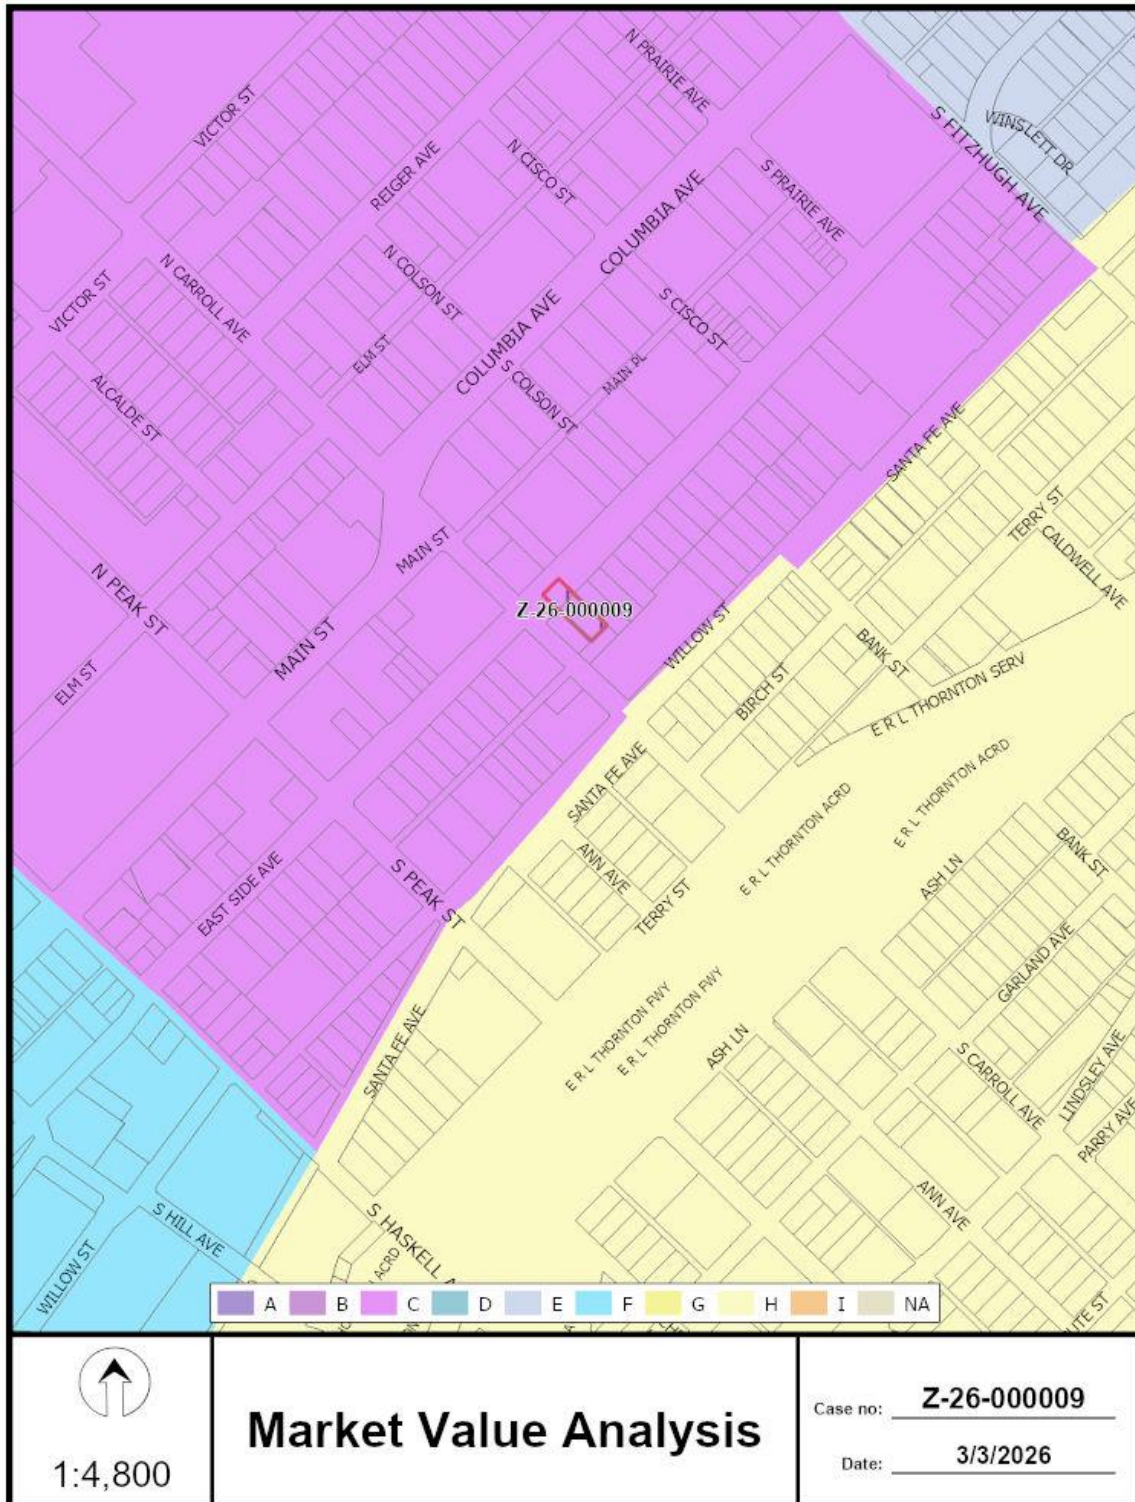 N PRAIRIE AVE
VICTOR ST
WINSLETT DR
S FITZHUGH AVE
N CISCO ST
REIGER AVE
S PRAIRIE AVE
COLUMBIA AVE
N COLSON ST
N CARROLL AVE
VICTOR ST
S CISCO ST
COLUMBIA AVE
ELM ST
MAIN PL
S COLSON ST
ALCALDE ST
SANTA FE AVE
TERRY ST
MAIN ST
CALDWELL AVE
N PEAK ST
Z-26-000009
WILLOW ST
MAIN ST
BANK ST
ELM ST
BIRCH ST
E R L THORNTON SERV
SANTA FE AVE
E R L THORNTON ACRD
E R L THORNTON ACRD
ANN AVE
BANK ST
EAST SIDE AVE
S PEAK ST
TERRY ST
ASH LN
GARLAND AVE
E R L THORNTON FWY
E R L THORNTON FWY
SANTA FE AVE
ASH LN
S CARROLL AVE
LINDSLEY AVE
PARRY AVE
ANN AVE
S HILL AVE
S HASKELL A
WILLOW ST
ACRD
UTE ST
A B C D E F G H I NA
1:4,800
Market Value Analysis
Case no: Z-26-000009
Date: 3/3/2026